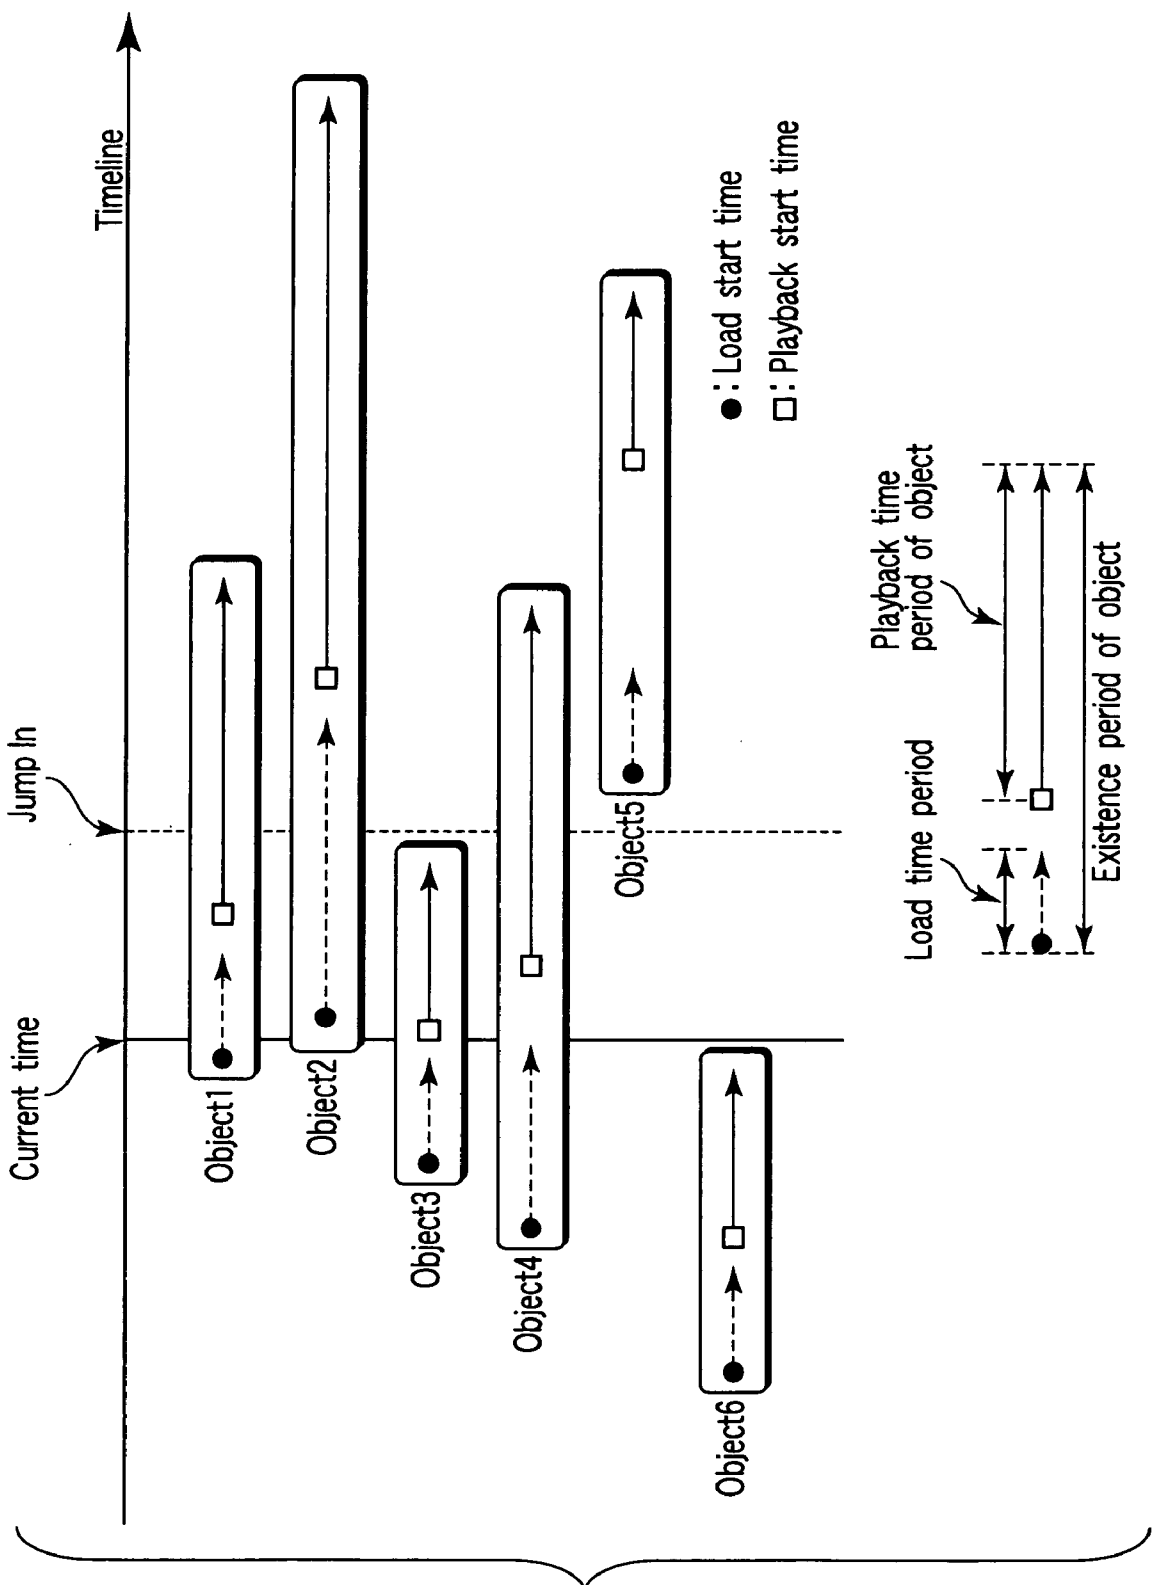 Current time
Jump In
Timeline
Object1
Object2
Object3
Object4
Object5
Object6
●: Load start time
□: Playback start time
Load time period
Playback time
period of object
Existence period of object